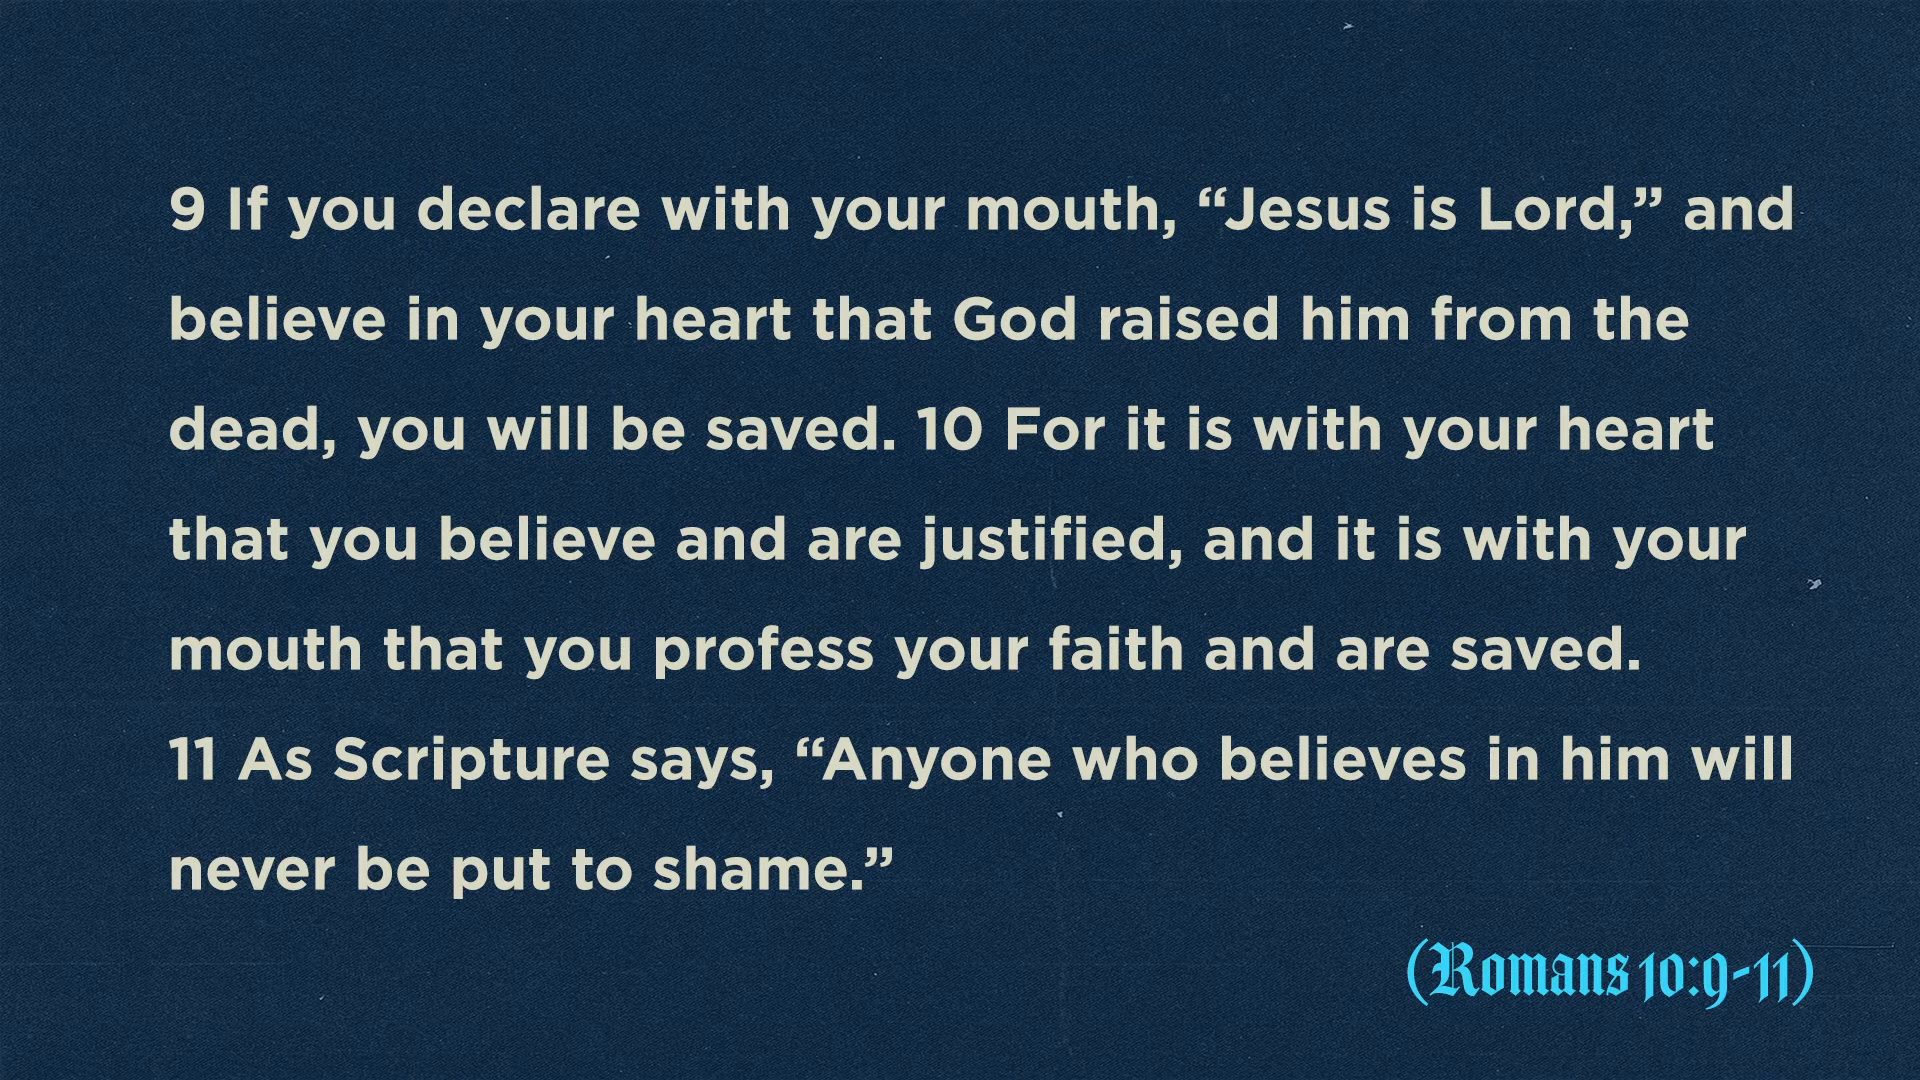 9 If you declare with your mouth, “Jesus is Lord,” and
believe in your heart that God raised him from the
dead, you will be saved. 10 For it is with your heart
that you believe and are justified, and it is with your
mouth that you profess your faith and are saved.
11 As Scripture says, “Anyone who believes in him will
never be put to shame.”
(Romans 10:9-11)